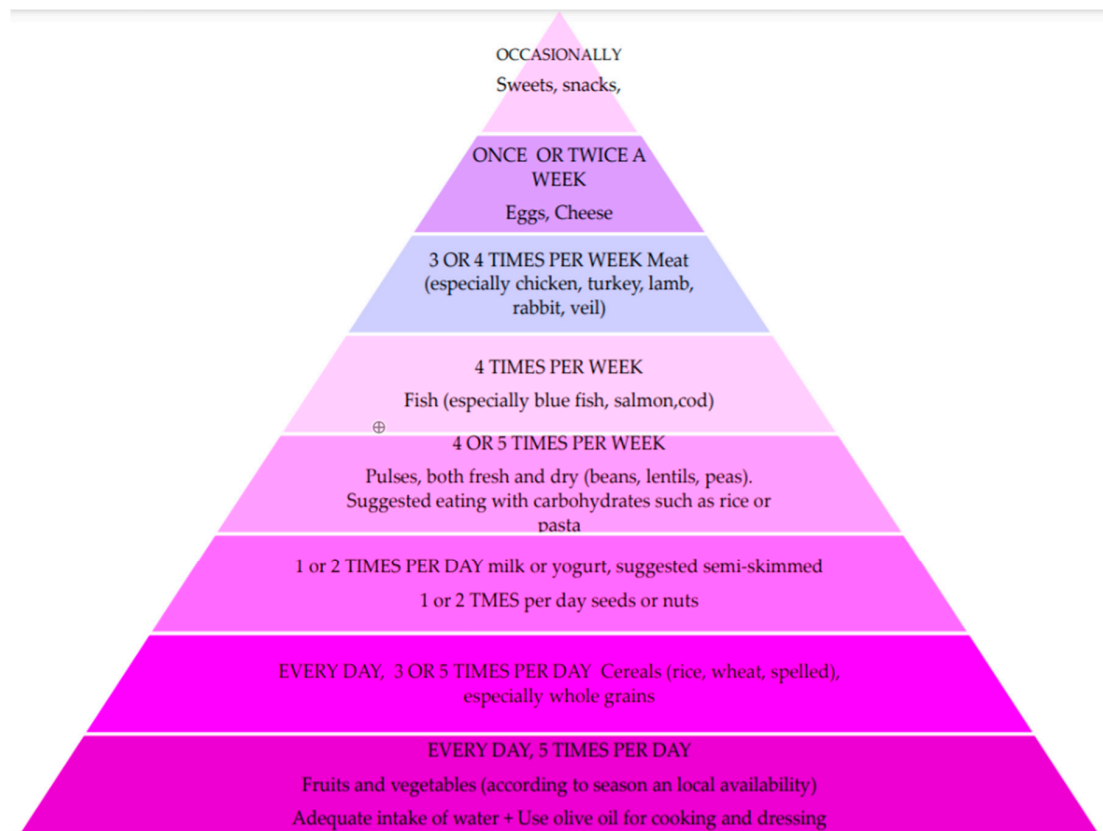 OCCASIONALLY
Sweets, snacks,
ONCE OR TWICE A
WEEK
Eggs, Cheese
3 OR 4 TIMES PER WEEK Meat
(especially chicken, turkey, lamb,
rabbit, veil)
4 TIMES PER WEEK
Fish (especially blue fish, salmon,cod)
4 OR 5 TIMES PER WEEK
Pulses, both fresh and dry (beans, lentils, peas).
Suggested eating with carbohydrates such as rice or
pasta
1 or 2 TIMES PER DAY milk or yogurt, suggested semi-skimmed
1 or 2 TMES per day seeds or nuts
EVERY DAY, 3 OR 5 TIMES PER DAY Cereals (rice, wheat, spelled),
especially whole grains
EVERY DAY, 5 TIMES PER DAY
Fruits and vegetables (according to season an local availability)
Adequate intake of water + Use olive oil for cooking and dressing